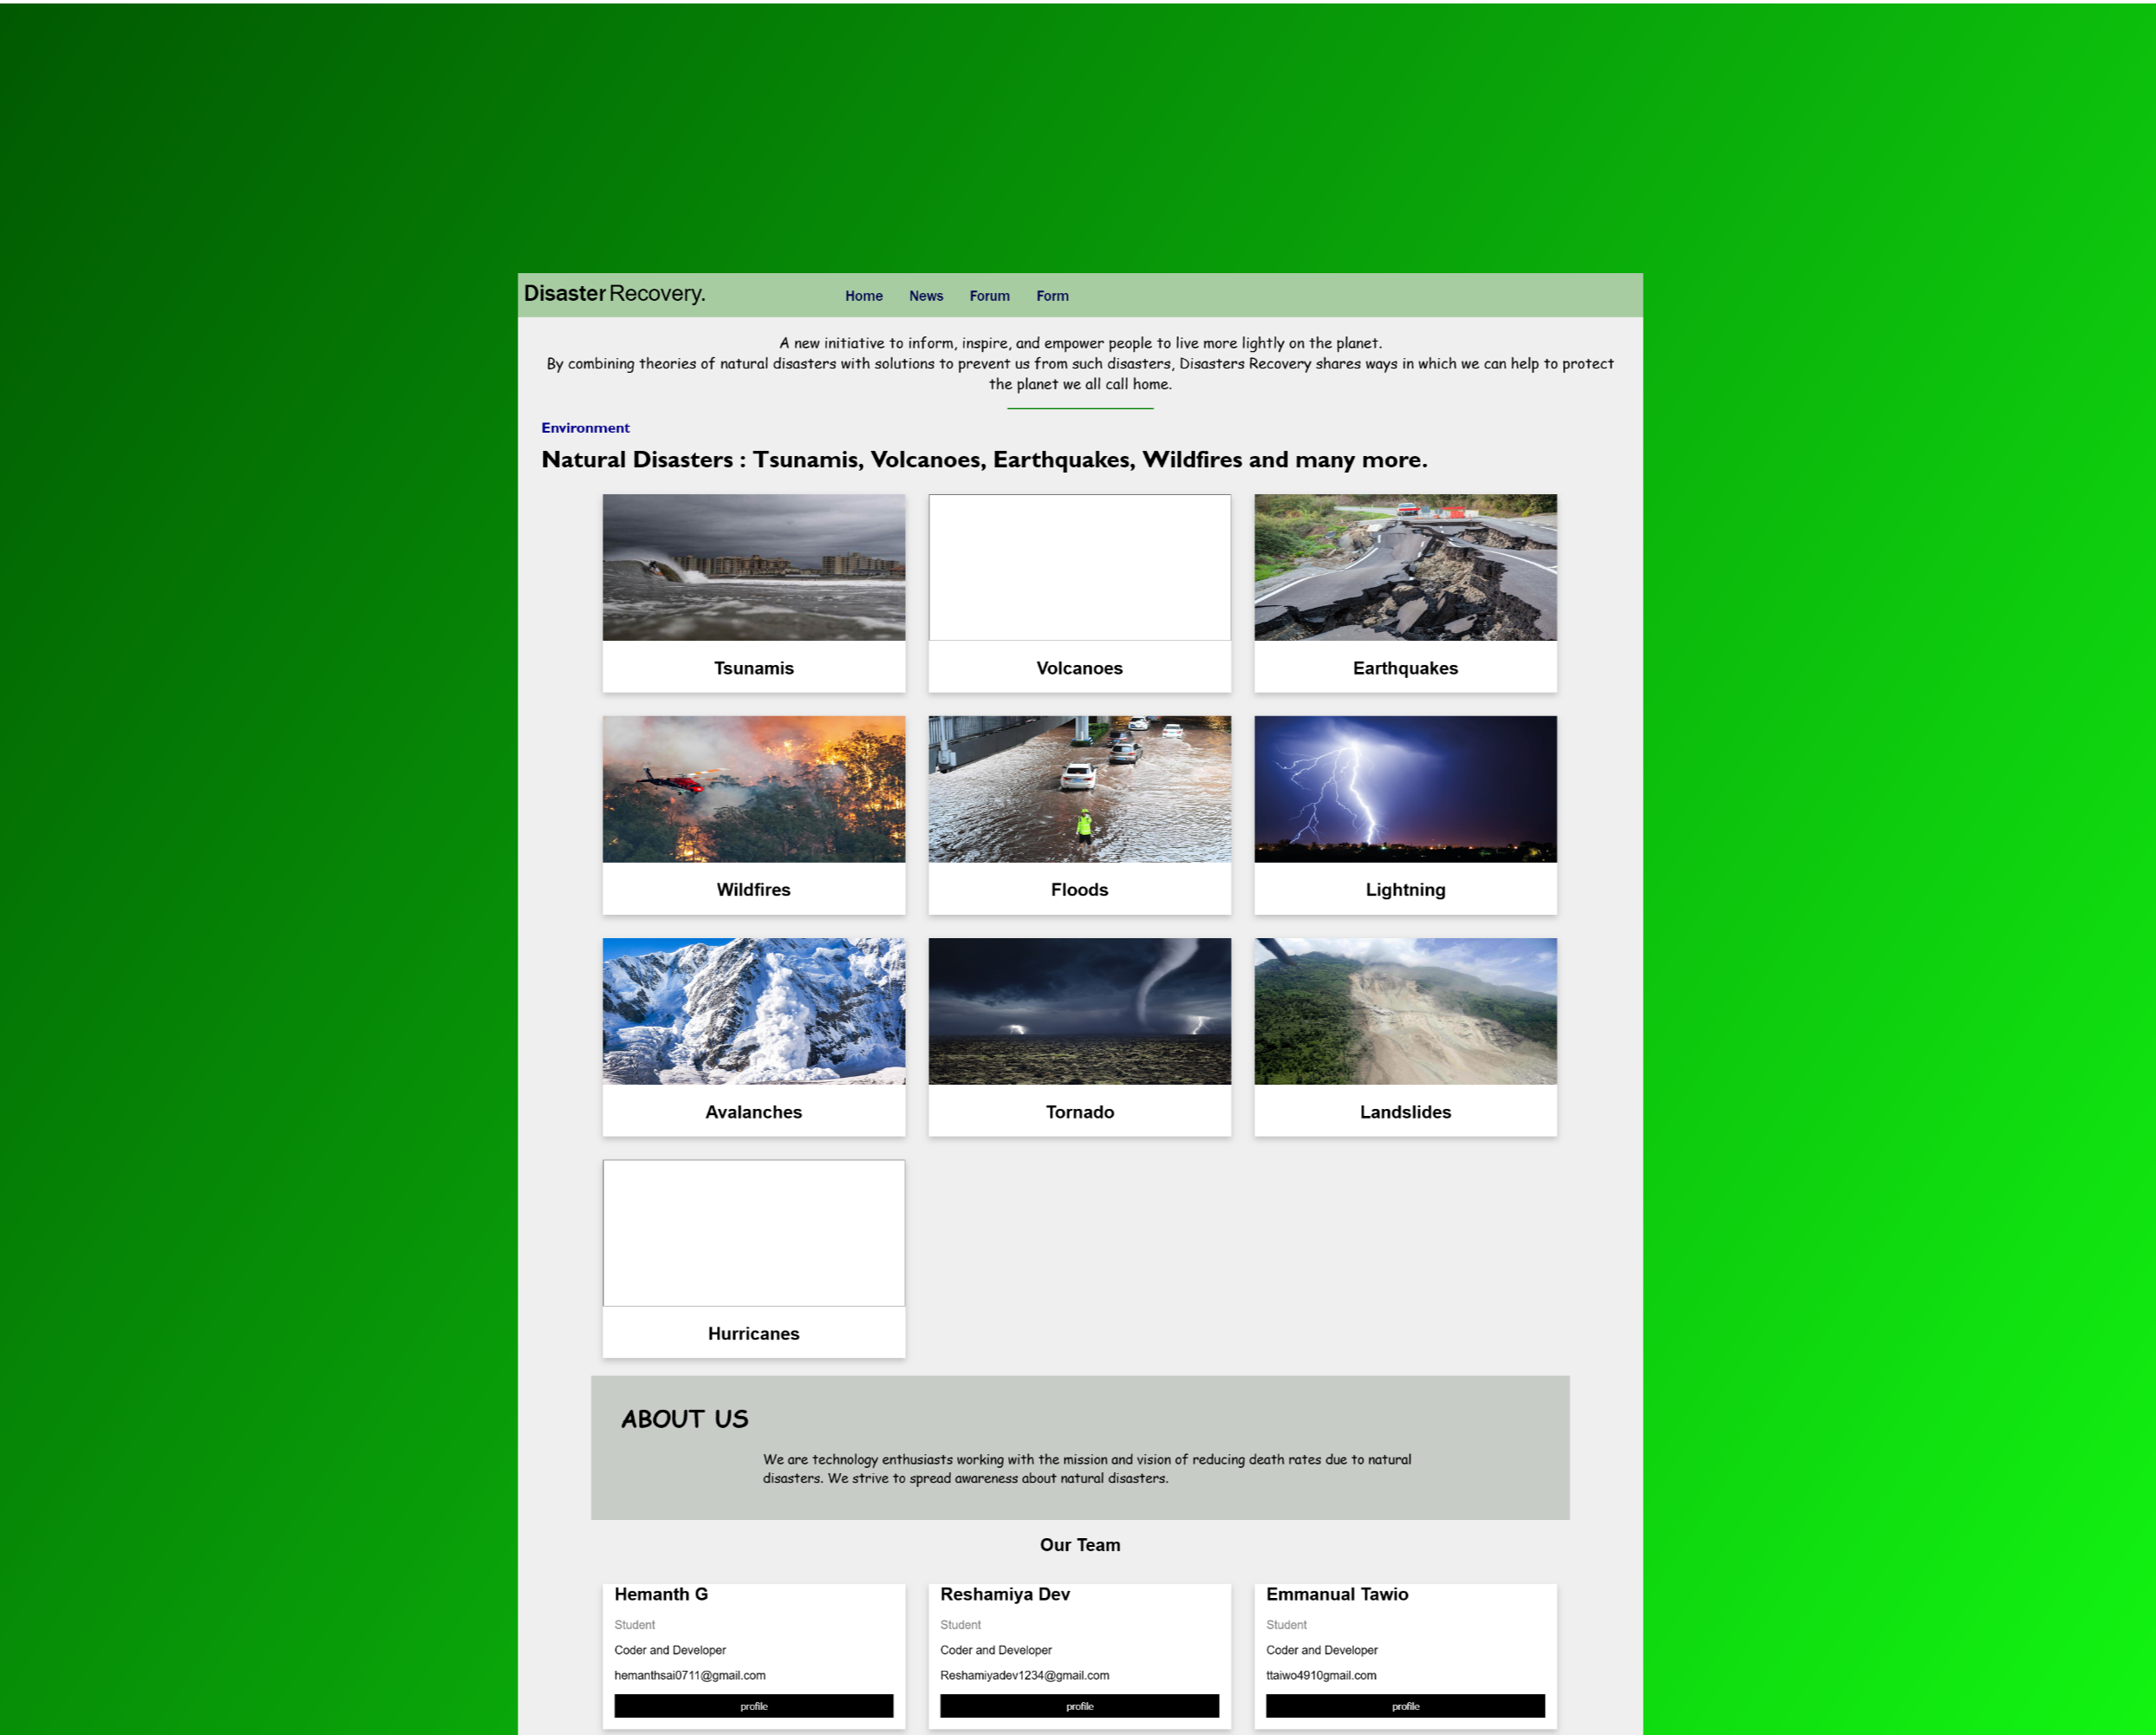 Disaster Recovery.
Home News Forum Form
A new initiative to inform, inspire, and empower people to live more lightly on the planet.
By combining theories of natural disasters with solutions to prevent us from such disasters, Disasters Recovery shares ways in which we can help to protect
the planet we all call home.
Environment
Natural Disasters : Tsunamis, Volcanoes, Earthquakes, Wildfires and many more.
Tsunamis
Volcanoes
Earthquakes
Wildfires
Floods
Lightning
Avalanches
Tornado
Landslides
Hurricanes
ABOUT US
We are technology enthusiasts working with the mission and vision of reducing death rates due to natural
disasters. We strive to spread awareness about natural disasters.
Our Team
Hemanth G
Student
Coder and Developer
hemanthsai0711@gmail.com
profile
Reshamiya Dev
Student
Coder and Developer
Reshamiyadev1234@gmail.com
profile
Emmanual Tawio
Student
Coder and Developer
ttaiwo4910gmail.com
profile